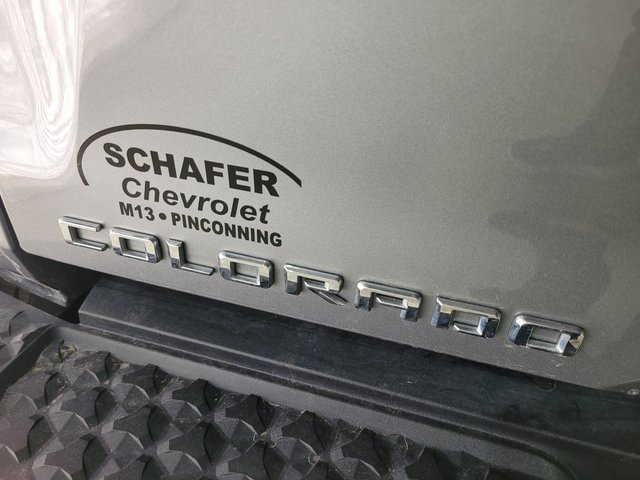 SCHAFER
Chevrolet
M13 • PINCONNING
COLORADO